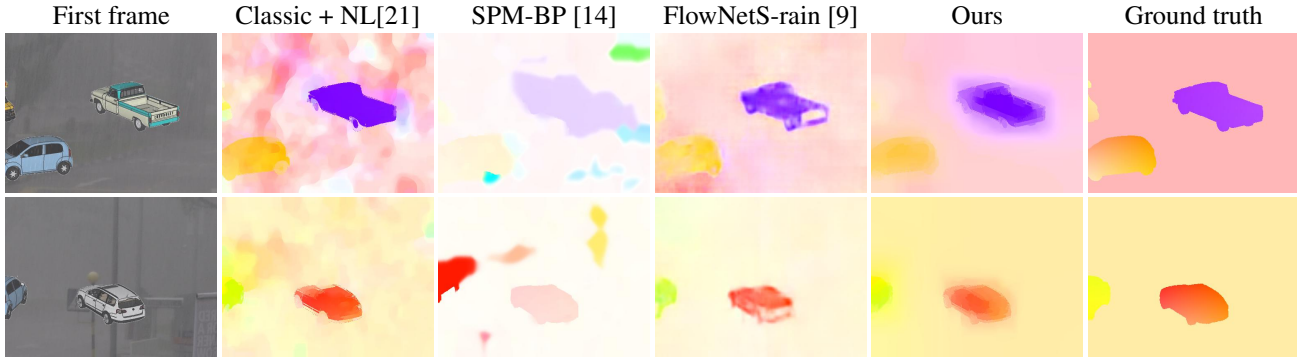 First frame Classic + NL[21] SPM-BP [14] FlowNetS-rain [9] Ours Ground truth